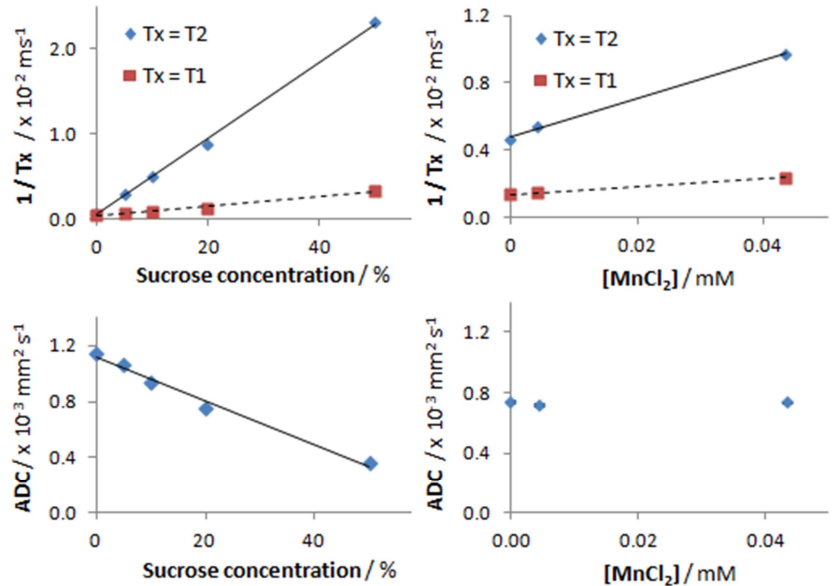 1 / Tx / x 10⁻² ms⁻¹
2.0
1.0
0.0
Tx = T2
Tx = T1
0
20
40
Sucrose concentration / %
1 / Tx / x 10⁻² ms⁻¹
1.2
0.8
0.4
0.0
Tx = T2
Tx = T1
0
0.02
0.04
[MnCl₂] / mM
ADC / x 10⁻³ mm² s⁻¹
1.2
0.8
0.4
0.0
0
20
40
Sucrose concentration / %
ADC / x 10⁻³ mm² s⁻¹
1.2
0.8
0.4
0.0
0.00
0.02
0.04
[MnCl₂] / mM